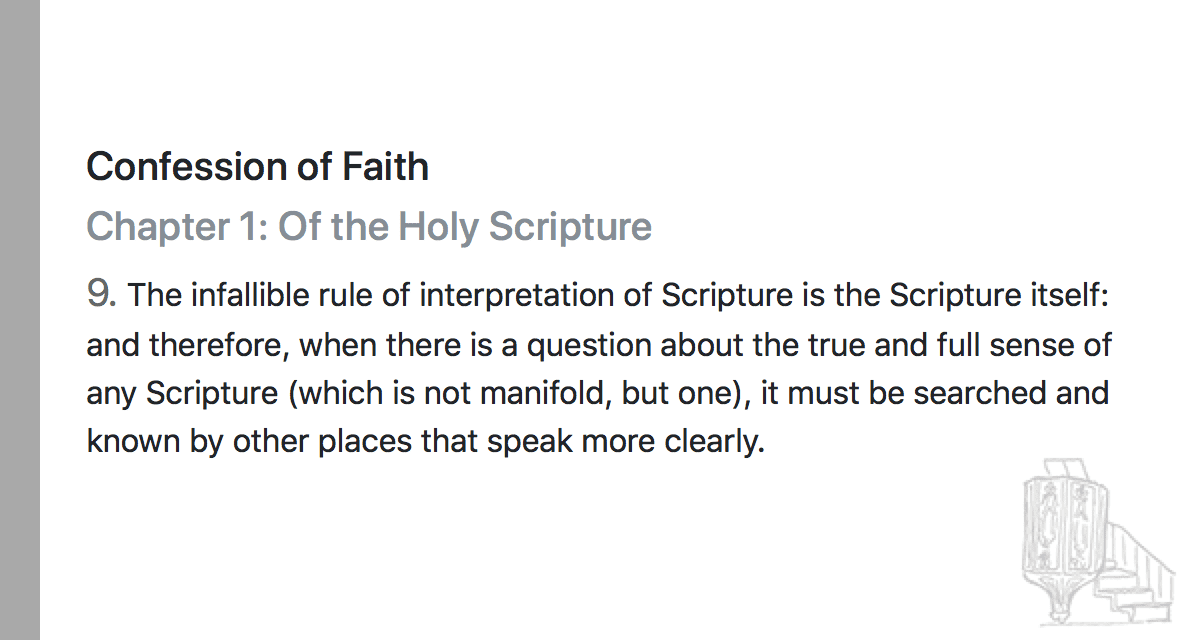 Confession of Faith
Chapter 1: Of the Holy Scripture
9. The infallible rule of interpretation of Scripture is the Scripture itself:
and therefore, when there is a question about the true and full sense of
any Scripture (which is not manifold, but one), it must be searched and
known by other places that speak more clearly.